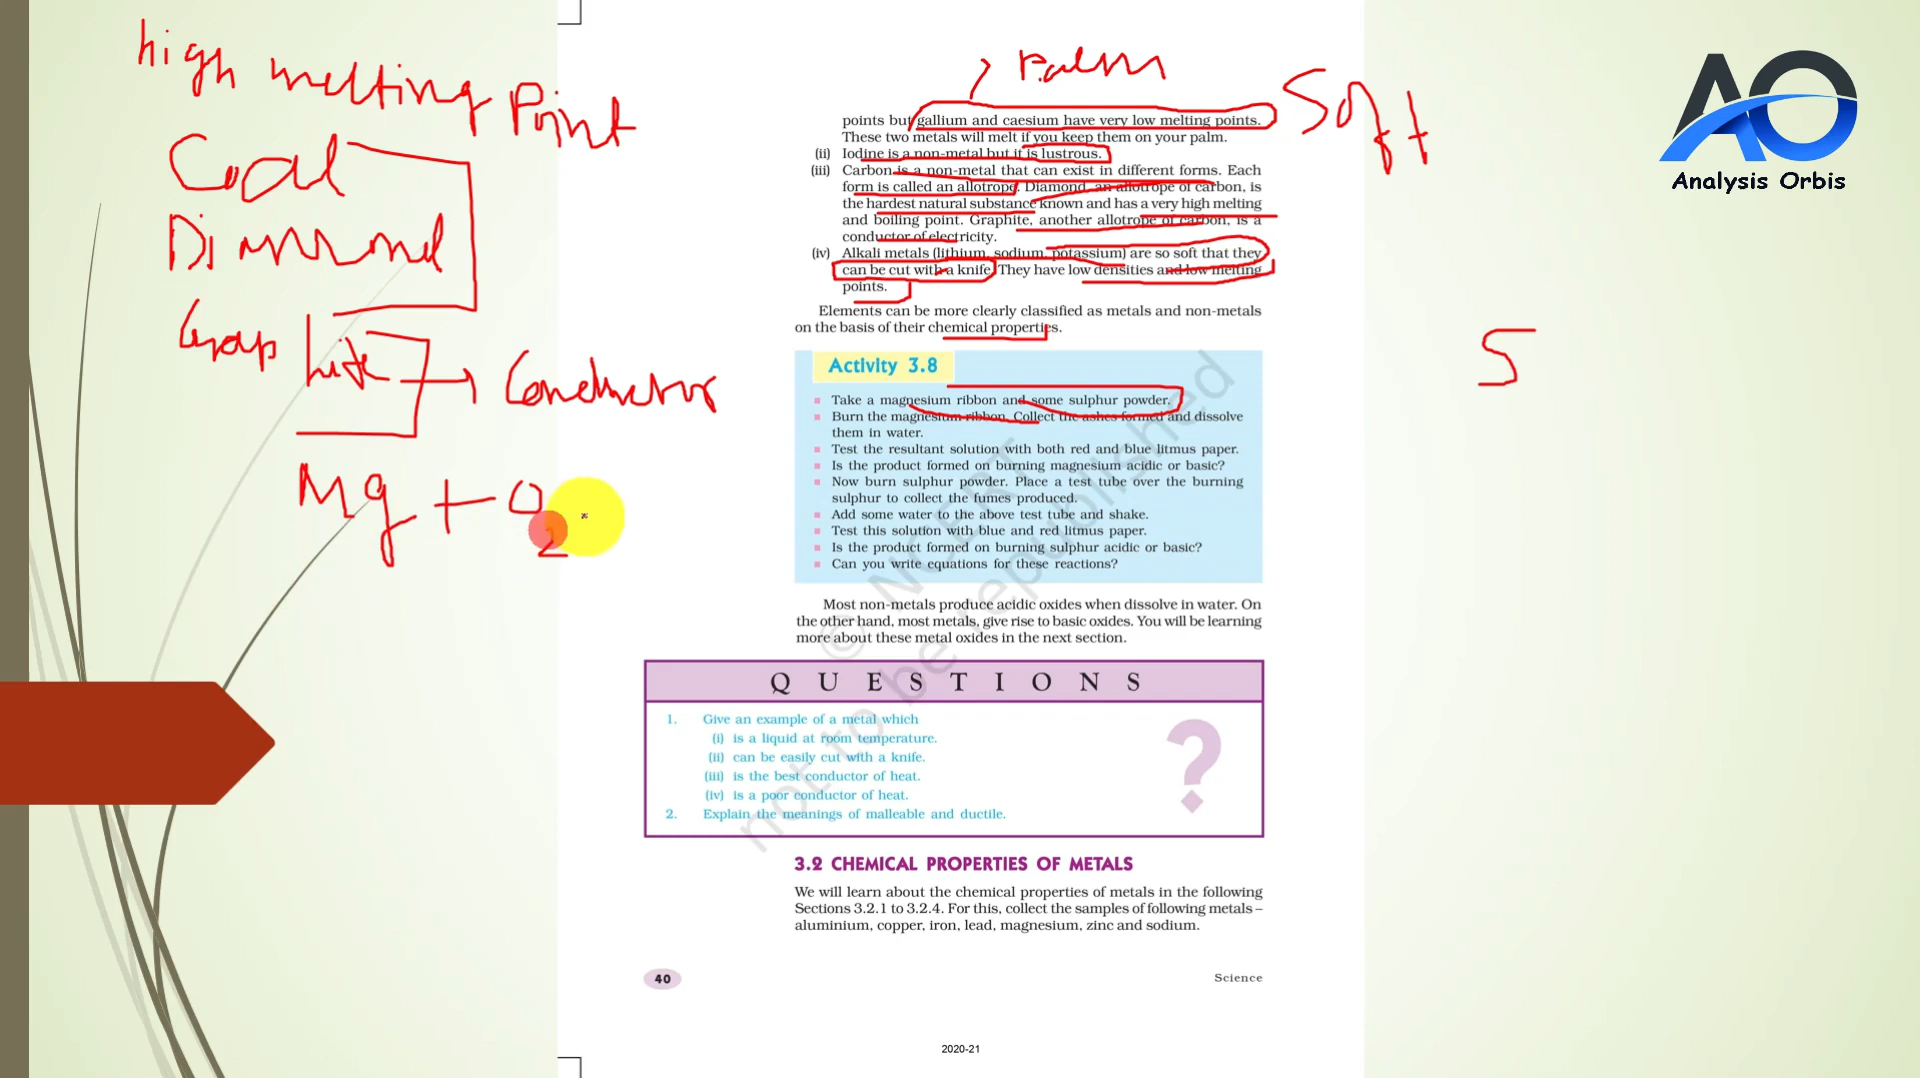 high melting Point
Coal
Diamond
Graphite → Conductor
Mg + O2
Palm
Soft
S
AO
Analysis Orbis
points but gallium and caesium have very low melting points.
These two metals will melt if you keep them on your palm.
(ii) Iodine is a non-metal but it is lustrous.
(iii) Carbon is a non-metal that can exist in different forms. Each
form is called an allotrope. Diamond, an allotrope of carbon, is
the hardest natural substance known and has a very high melting
and boiling point. Graphite, another allotrope of carbon, is a
conductor of electricity.
(iv) Alkali metals (lithium, sodium, potassium) are so soft that they
can be cut with a knife. They have low densities and low melting
points.
Elements can be more clearly classified as metals and non-metals
on the basis of their chemical properties.
Activity 3.8
Take a magnesium ribbon and some sulphur powder.
Burn the magnesium ribbon. Collect the ashes formed and dissolve
them in water.
Test the resultant solution with both red and blue litmus paper.
Is the product formed on burning magnesium acidic or basic?
Now burn sulphur powder. Place a test tube over the burning
sulphur to collect the fumes produced.
Add some water to the above test tube and shake.
Test this solution with blue and red litmus paper.
Is the product formed on burning sulphur acidic or basic?
Can you write equations for these reactions?
Most non-metals produce acidic oxides when dissolve in water. On
the other hand, most metals, give rise to basic oxides. You will be learning
more about these metal oxides in the next section.
QUESTIONS
1. Give an example of a metal which
(i) is a liquid at room temperature.
(ii) can be easily cut with a knife.
(iii) is the best conductor of heat.
(iv) is a poor conductor of heat.
2. Explain the meanings of malleable and ductile.
?
3.2 CHEMICAL PROPERTIES OF METALS
We will learn about the chemical properties of metals in the following
Sections 3.2.1 to 3.2.4. For this, collect the samples of following metals –
aluminium, copper, iron, lead, magnesium, zinc and sodium.
40
Science
2020-21
© NCERT
not to be republished